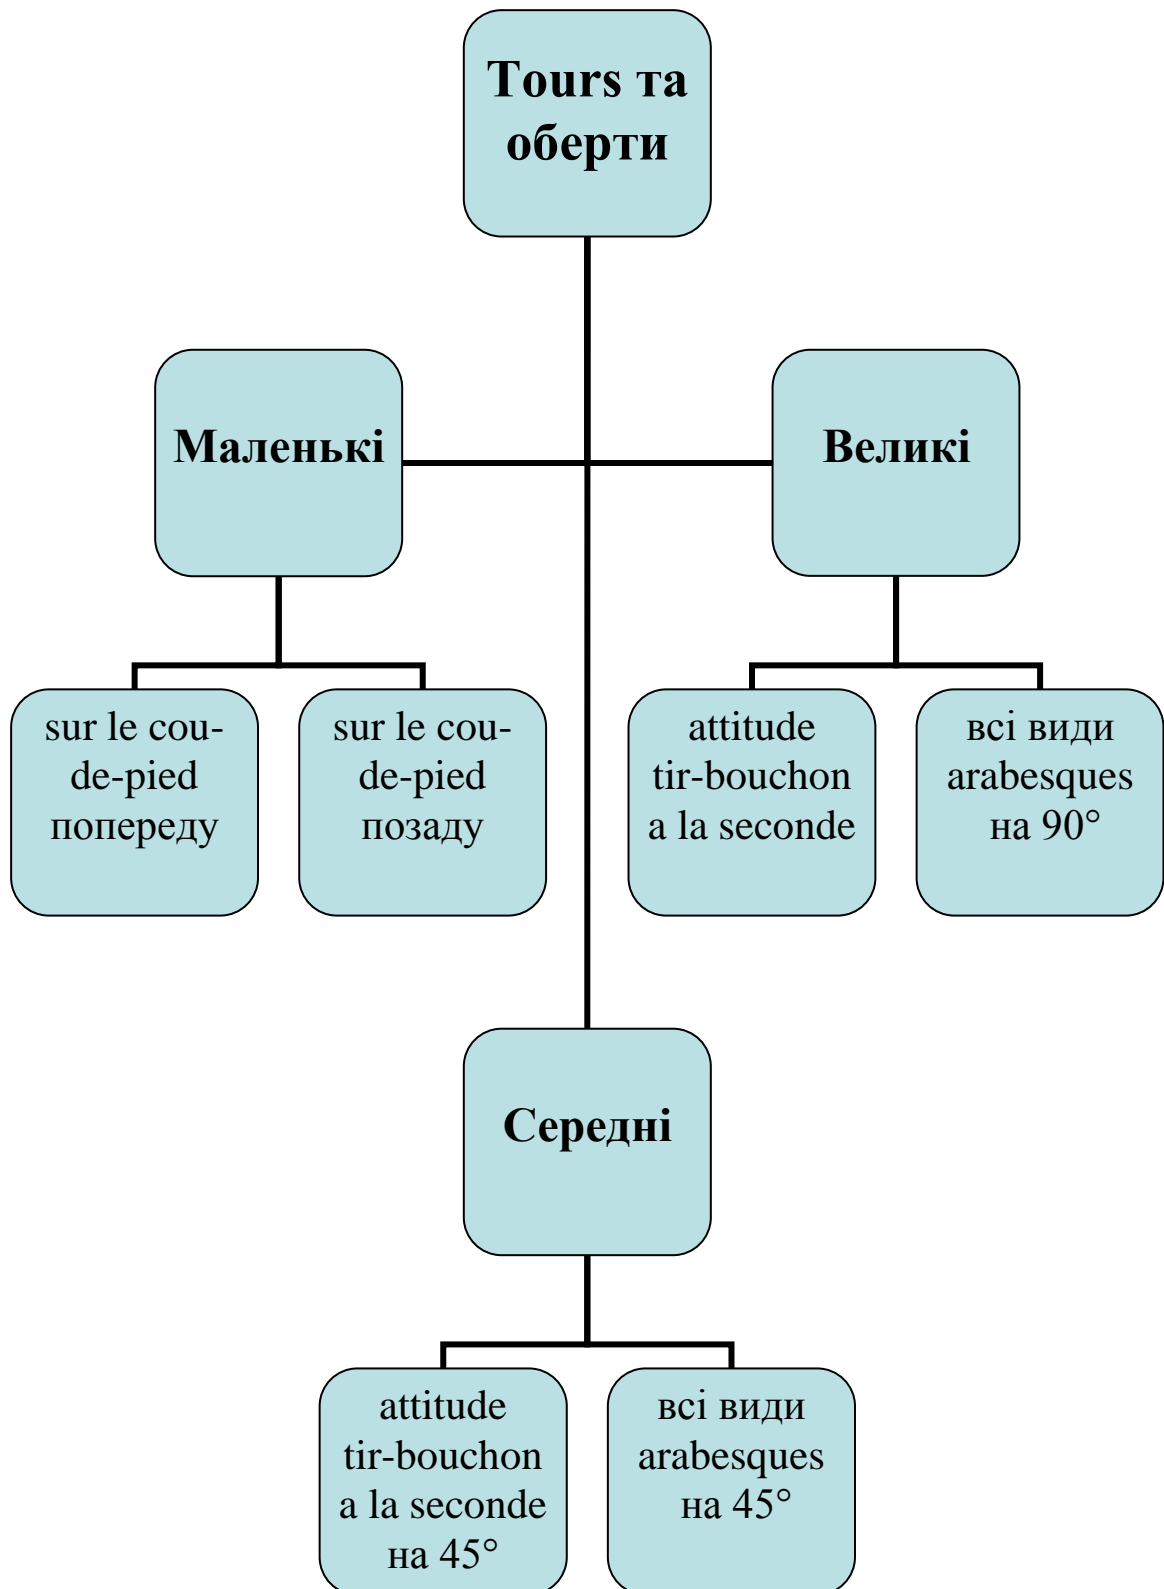 Tours та
оберти
Маленькі
Великі
sur le cou-
de-pied
попереду
sur le cou-
de-pied
позаду
attitude
tir-bouchon
a la seconde
всі види
arabesques
на 90°
Середні
attitude
tir-bouchon
a la seconde
на 45°
всі види
arabesques
на 45°